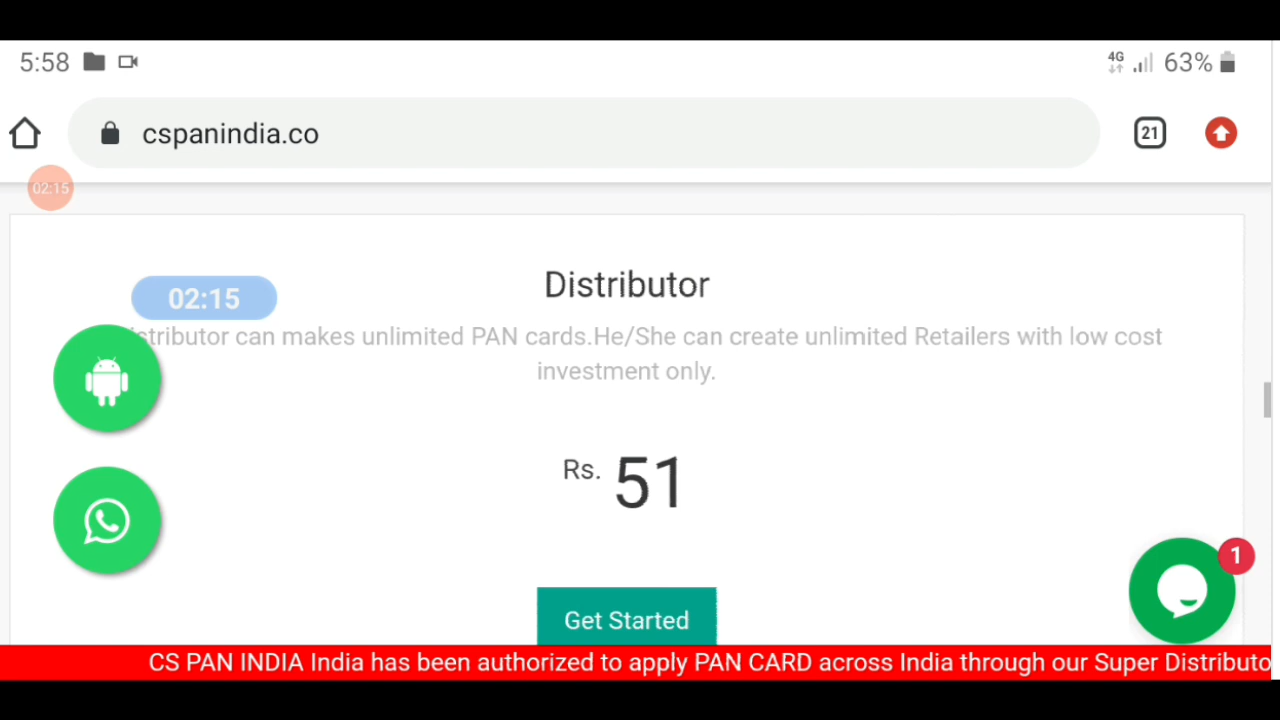 5:58
4G
63%
cspanindia.co
21
02:15
Distributor
02:15
stributor can makes unlimited PAN cards.He/She can create unlimited Retailers with low cost
investment only.
Rs. 51
1
Get Started
CS PAN INDIA India has been authorized to apply PAN CARD across India through our Super Distributo